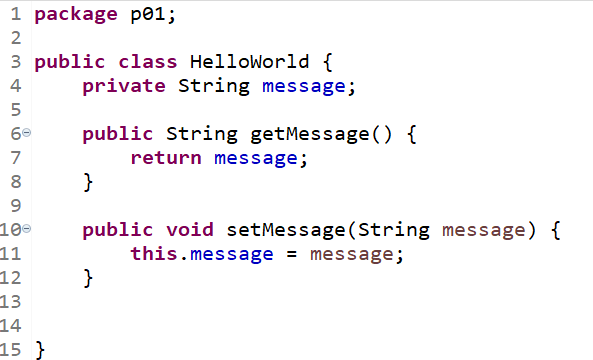 1 package p01;
2
3 public class HelloWorld {
4     private String message;
5
6     public String getMessage() {
7         return message;
8     }
9
10     public void setMessage(String message) {
11         this.message = message;
12     }
13
14
15 }